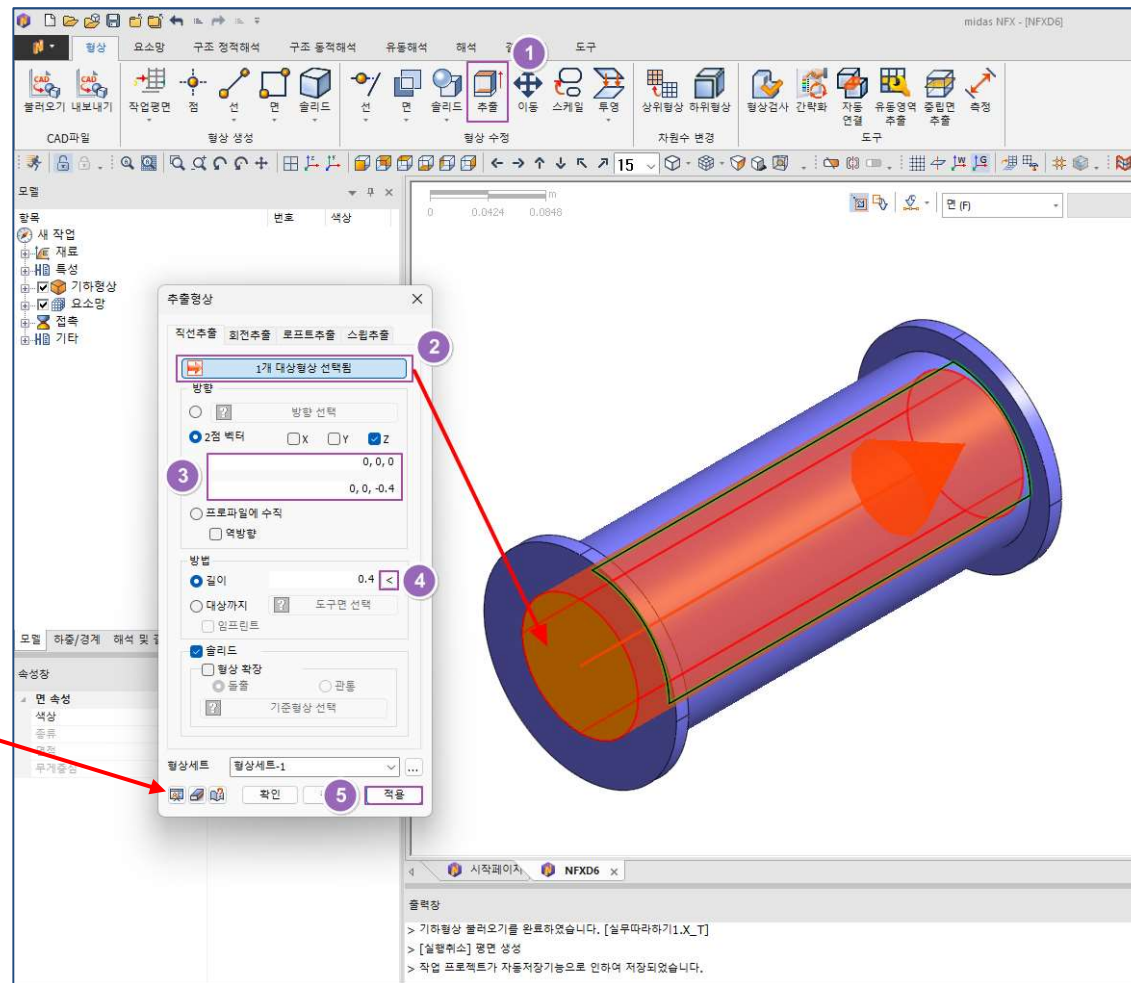 midas NFX - [NFXD6]
형상 요소망 구조 정적해석 구조 동적해석 유동해석 해석 도구
1
불러오기 내보내기 작업평면 점 선 면 솔리드 선 면 솔리드 추출 이동 스케일 투영 상위형상 하위형상 형상검사 간략화 자동 연결 유동영역 추출 중립면 추출 측정
CAD파일 형상 생성 형상 수정 차원수 변경 도구
15
모델
항목 번호 색상
새 작업
재료
특성
기하형상
요소망
접촉
기타
m
0 0.0424 0.0848
면 (F)
추출형상
직선추출 회전추출 로프트추출 스윕추출
2
1개 대상형상 선택됨
방향
방향 선택
2점 벡터 X Y Z
3
0, 0, 0
0, 0, -0.4
프로파일에 수직
역방향
방법
길이 0.4 <
4
대상까지 도구면 선택
임프린트
솔리드
형상 확장
돌출 관통
기준형상 선택
형상세트 형상세트-1 ...
확인 5 적용
모델 하중/경계 해석 및
속성창
면 속성
색상
종류
면적
무게중심
시작페이지 NFXD6
출력창
> 기하형상 불러오기를 완료하였습니다. [실무따라하기1.X_T]
> [실행취소] 평면 생성
> 작업 프로젝트가 자동저장기능으로 인하여 저장되었습니다.